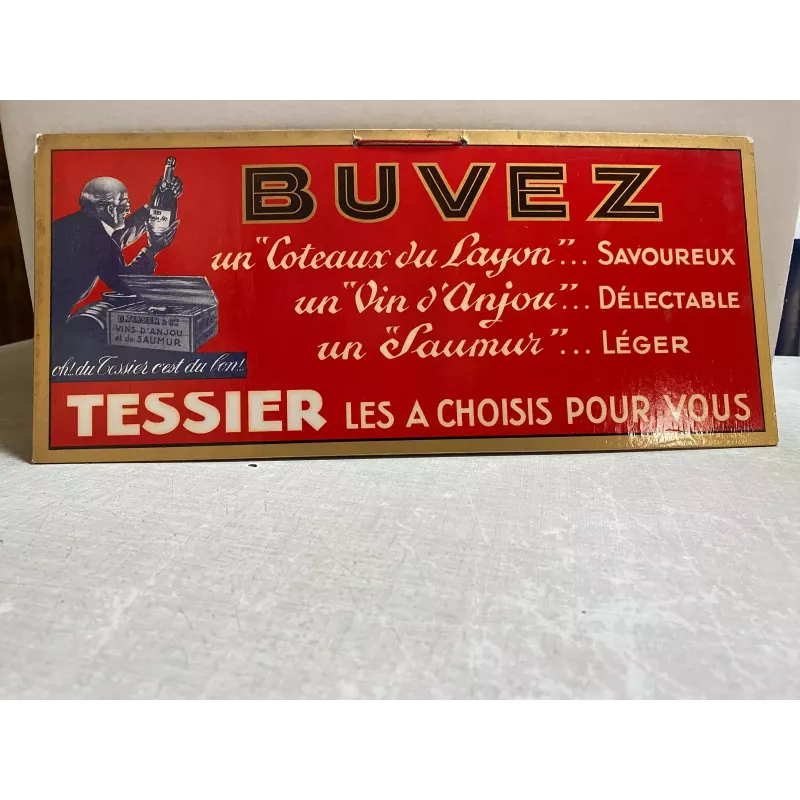 BUVEZ
un "Coteaux du Layon"... SAVOUREUX
un "Vin d'Anjou"... DÉLECTABLE
un "Saumur"... LÉGER
VINS D'ANJOU
et de SAUMUR
oh!! du Tessier c'est du bon!!
TESSIER LES A CHOISIS POUR VOUS